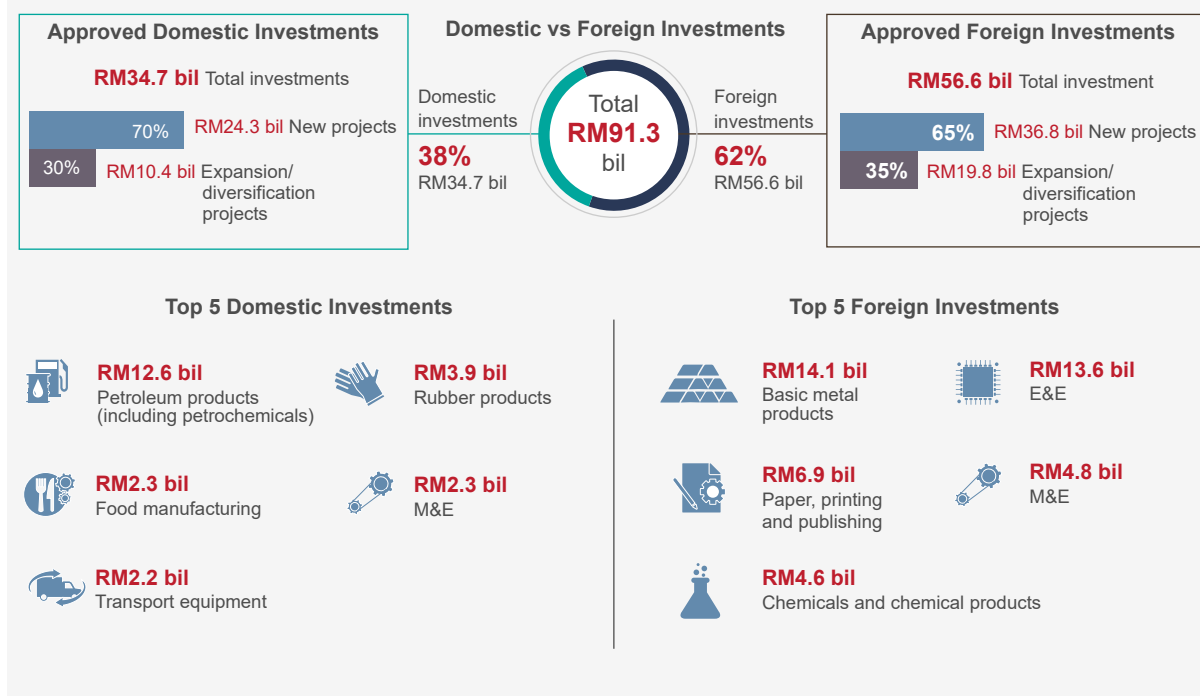 Approved Domestic Investments
RM34.7 bil Total investments
70%
RM24.3 bil New projects
30%
RM10.4 bil Expansion/
diversification
projects
Domestic vs Foreign Investments
Domestic
investments
38%
RM34.7 bil
Total
RM91.3
bil
Foreign
investments
62%
RM56.6 bil
Approved Foreign Investments
RM56.6 bil Total investment
65%
RM36.8 bil New projects
35%
RM19.8 bil Expansion/
diversification
projects
Top 5 Domestic Investments
RM12.6 bil
Petroleum products
(including petrochemicals)
RM3.9 bil
Rubber products
RM2.3 bil
Food manufacturing
RM2.3 bil
M&E
RM2.2 bil
Transport equipment
Top 5 Foreign Investments
RM14.1 bil
Basic metal
products
RM13.6 bil
E&E
RM6.9 bil
Paper, printing
and publishing
RM4.8 bil
M&E
RM4.6 bil
Chemicals and chemical products